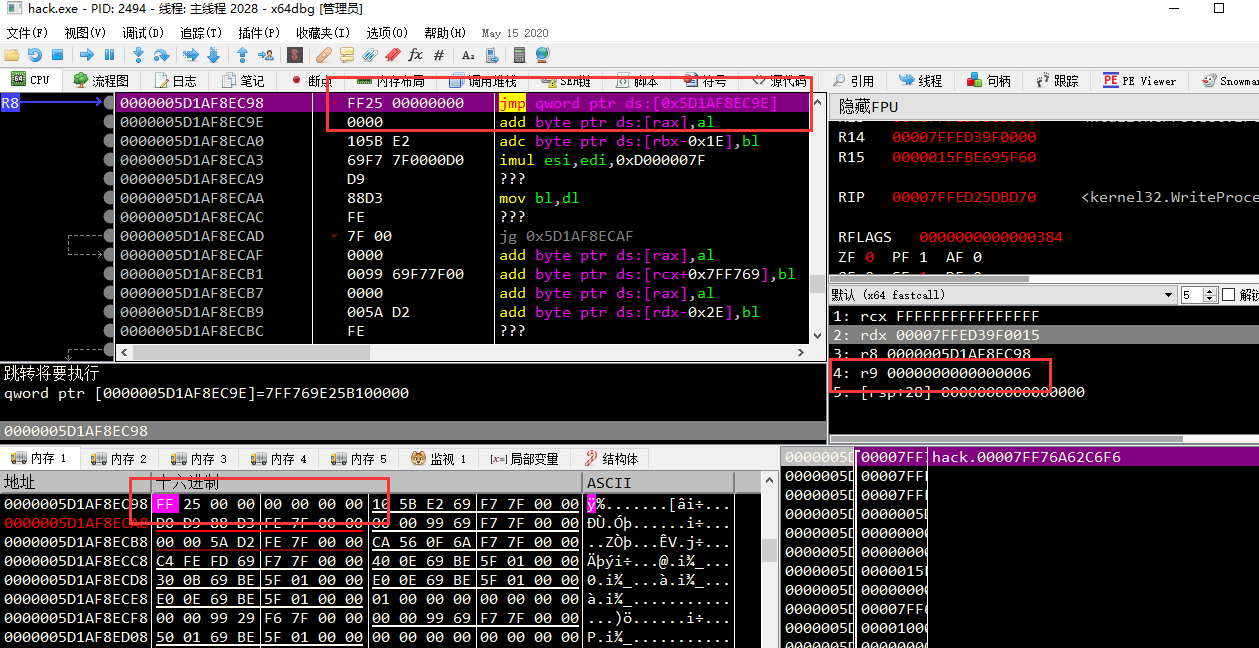 hack.exe - PID: 2494 - 线程: 主线程 2028 - x64dbg [管理员]
文件(F) 视图(V) 调试(D) 追踪(T) 插件(P) 收藏夹(I) 选项(O) 帮助(H) May 15 2020
CPU 流程图 日志 笔记 断点 内存布局 调用堆栈 SEH链 脚本 符号 源代码 引用 线程 句柄 跟踪 PE Viewer Snowman
R8
0000005D1AF8EC98 FF25 00000000 jmp qword ptr ds:[0x5D1AF8EC9E]
0000005D1AF8EC9E 0000 add byte ptr ds:[rax],al
0000005D1AF8ECA0 105B E2 adc byte ptr ds:[rbx-0x1E],bl
0000005D1AF8ECA3 69F7 7F0000D0 imul esi,edi,0xD000007F
0000005D1AF8ECA9 D9 ???
0000005D1AF8ECAA 88D3 mov bl,dl
0000005D1AF8ECAC FE ???
0000005D1AF8ECAD 7F 00 jg 0x5D1AF8ECAF
0000005D1AF8ECAF 0000 add byte ptr ds:[rax],al
0000005D1AF8ECB1 0099 69F77F00 add byte ptr ds:[rcx+0x7FF769],bl
0000005D1AF8ECB7 0000 add byte ptr ds:[rax],al
0000005D1AF8ECB9 005A D2 add byte ptr ds:[rdx-0x2E],bl
0000005D1AF8ECBC FE ???
隐藏FPU
R14 00007FFED39F0000
R15 0000015FBE695F60
RIP 00007FFED25DBD70 <kernel32.WriteProce
RFLAGS 0000000000000384
ZF 0 PF 1 AF 0
默认 (x64 fastcall) 5 解锁
1: rcx FFFFFFFFFFFFFFFF
2: rdx 00007FFED39F0015
3: r8 0000005D1AF8EC98
4: r9 0000000000000006
5: [rsp+28] 0000000000000000
跳转将要执行
qword ptr [0000005D1AF8EC9E]=7FF769E25B100000
0000005D1AF8EC98
内存 1 内存 2 内存 3 内存 4 内存 5 监视 1 [x=] 局部变量 结构体
地址 十六进制 ASCII
0000005D1AF8EC98 FF 25 00 00 00 00 00 00 10 5B E2 69 F7 7F 00 00 ÿ%.......[âi÷...
0000005D1AF8ECA8 D0 D9 88 D3 FE 7F 00 00 00 00 99 69 F7 7F 00 00 ÐÙ.Óþ......i÷...
0000005D1AF8ECB8 00 00 5A D2 FE 7F 00 00 CA 56 0F 6A F7 7F 00 00 ..ZÒþ...ÊV.j÷...
0000005D1AF8ECC8 C4 FE FD 69 F7 7F 00 00 40 0E 69 BE 5F 01 00 00 Äþýi÷...@.i¾_...
0000005D1AF8ECD8 30 0B 69 BE 5F 01 00 00 E0 0E 69 BE 5F 01 00 00 0.i¾_...à.i¾_...
0000005D1AF8ECE8 E0 0E 69 BE 5F 01 00 00 01 00 00 00 00 00 00 00 à.i¾_...........
0000005D1AF8ECF8 00 00 99 29 F6 7F 00 00 00 00 99 69 F7 7F 00 00 ...)ö......i÷...
0000005D1AF8ED08 50 01 69 BE 5F 01 00 00 00 00 00 00 00 00 00 00 P.i¾_...........
hack.00007FF76A62C6F6